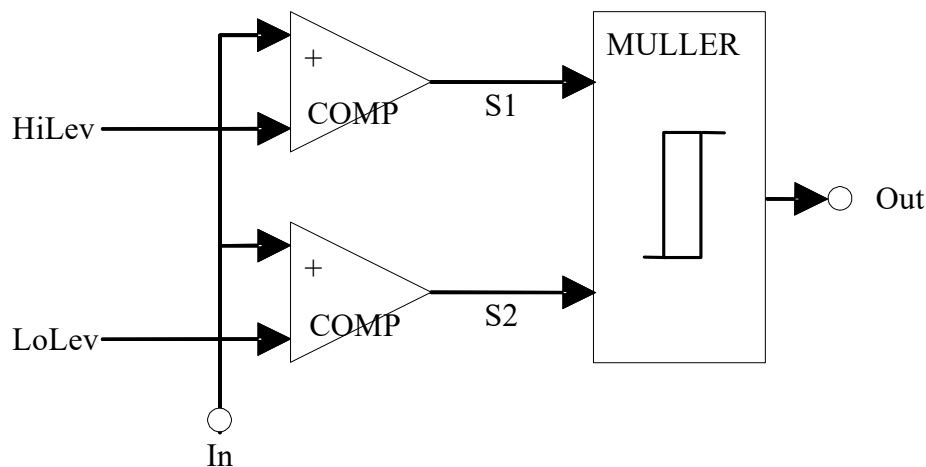 MULLER
+
COMP
S1
HiLev
Out
+
COMP
S2
LoLev
In